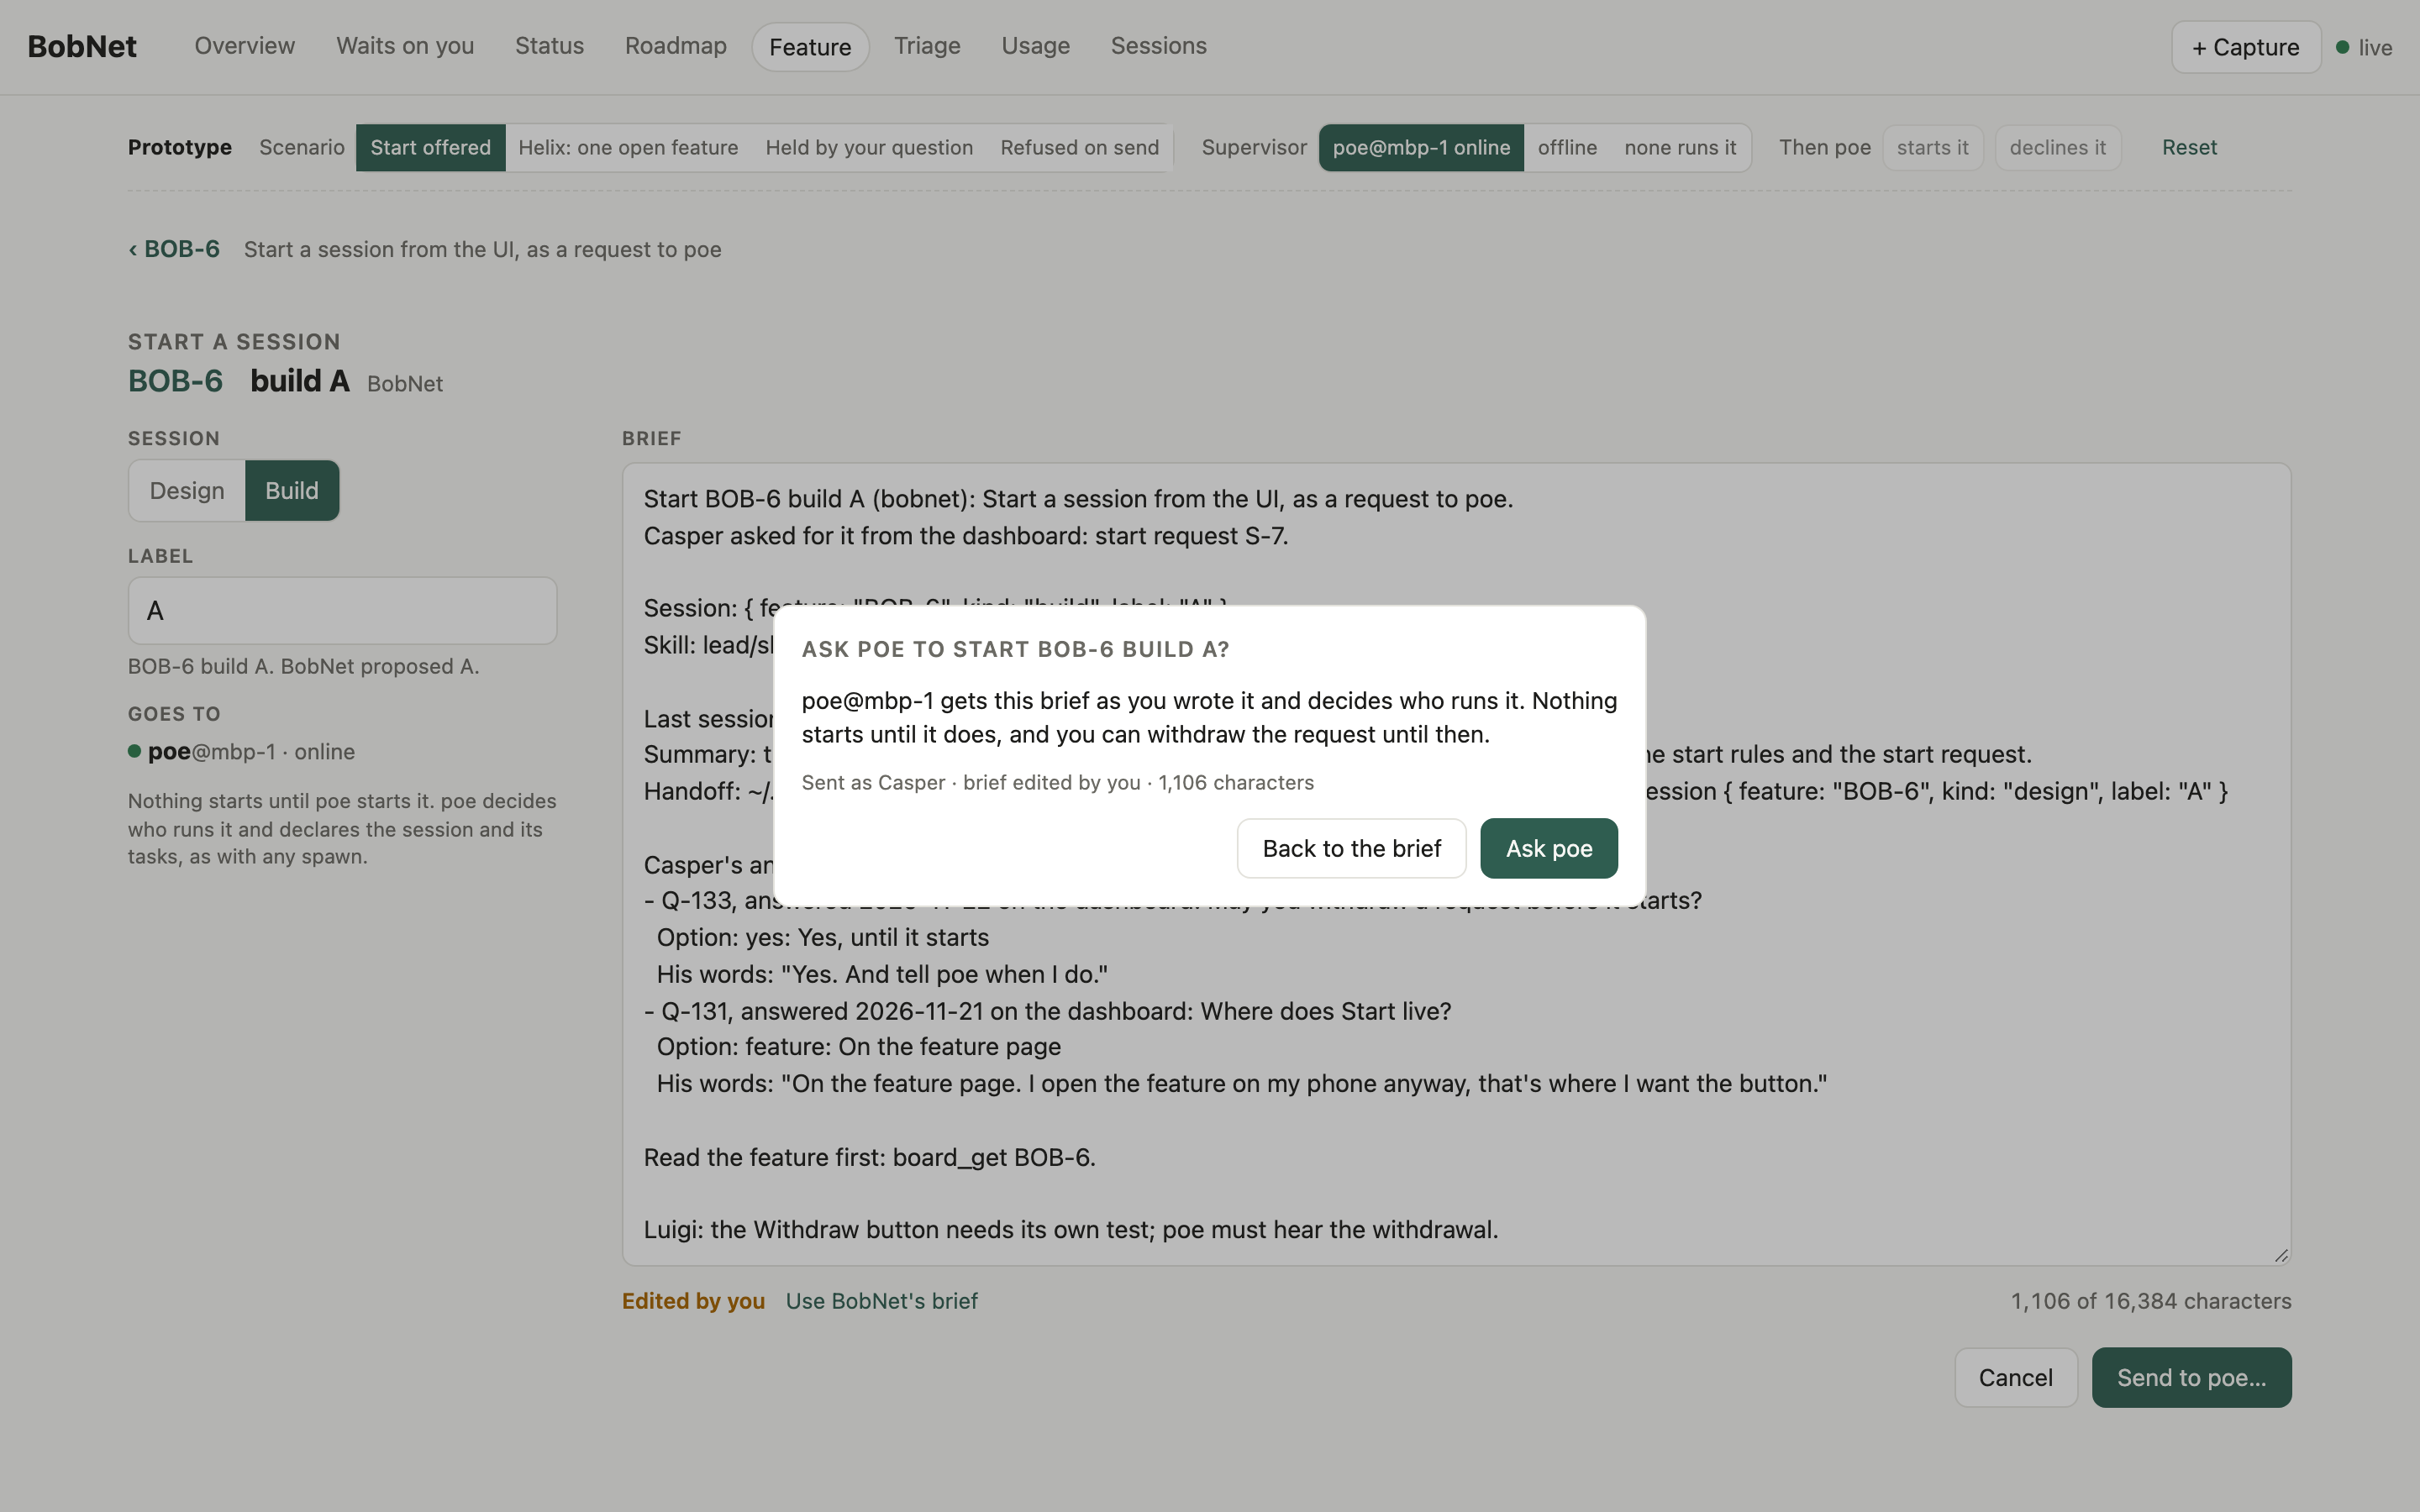 BobNet Overview Waits on you Status Roadmap Feature Triage Usage Sessions + Capture live
Prototype Scenario Start offered Helix: one open feature Held by your question Refused on send Supervisor poe@mbp-1 online offline none runs it Then poe starts it declines it Reset
‹ BOB-6 Start a session from the UI, as a request to poe
START A SESSION
BOB-6 build A BobNet
SESSION
Design Build
LABEL
A
BOB-6 build A. BobNet proposed A.
GOES TO
poe@mbp-1 · online
Nothing starts until poe starts it. poe decides
who runs it and declares the session and its
tasks, as with any spawn.
BRIEF
Start BOB-6 build A (bobnet): Start a session from the UI, as a request to poe.
Casper asked for it from the dashboard: start request S-7.
Session: { feature: "BOB-6", kind: "build", label: "A" }
Skill:
Last
Summary: he start rules and the start request.
Handoff: session { feature: "BOB-6", kind: "design", label: "A" }
Casper's
- Q-133, starts?
Option: yes: Yes, until it starts
His words: "Yes. And tell poe when I do."
- Q-131, answered 2026-11-21 on the dashboard: Where does Start live?
Option: feature: On the feature page
His words: "On the feature page. I open the feature on my phone anyway, that's where I want the button."
Read the feature first: board_get BOB-6.
Luigi: the Withdraw button needs its own test; poe must hear the withdrawal.
ASK POE TO START BOB-6 BUILD A?
poe@mbp-1 gets this brief as you wrote it and decides who runs it. Nothing
starts until it does, and you can withdraw the request until then.
Sent as Casper · brief edited by you · 1,106 characters
Back to the brief Ask poe
Edited by you Use BobNet's brief 1,106 of 16,384 characters
Cancel Send to poe...